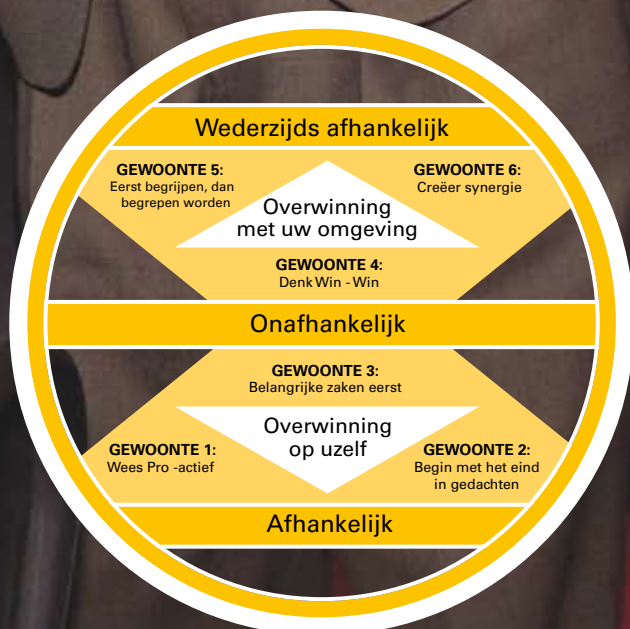 Wederzijds afhankelijk
GEWOONTE 5:
Eerst begrijpen, dan
begrepen worden
GEWOONTE 6:
Creëer synergie
Overwinning
met uw omgeving
GEWOONTE 4:
Denk Win - Win
Onafhankelijk
GEWOONTE 3:
Belangrijke zaken eerst
Overwinning
op uzelf
GEWOONTE 1:
Wees Pro -actief
GEWOONTE 2:
Begin met het eind
in gedachten
Afhankelijk